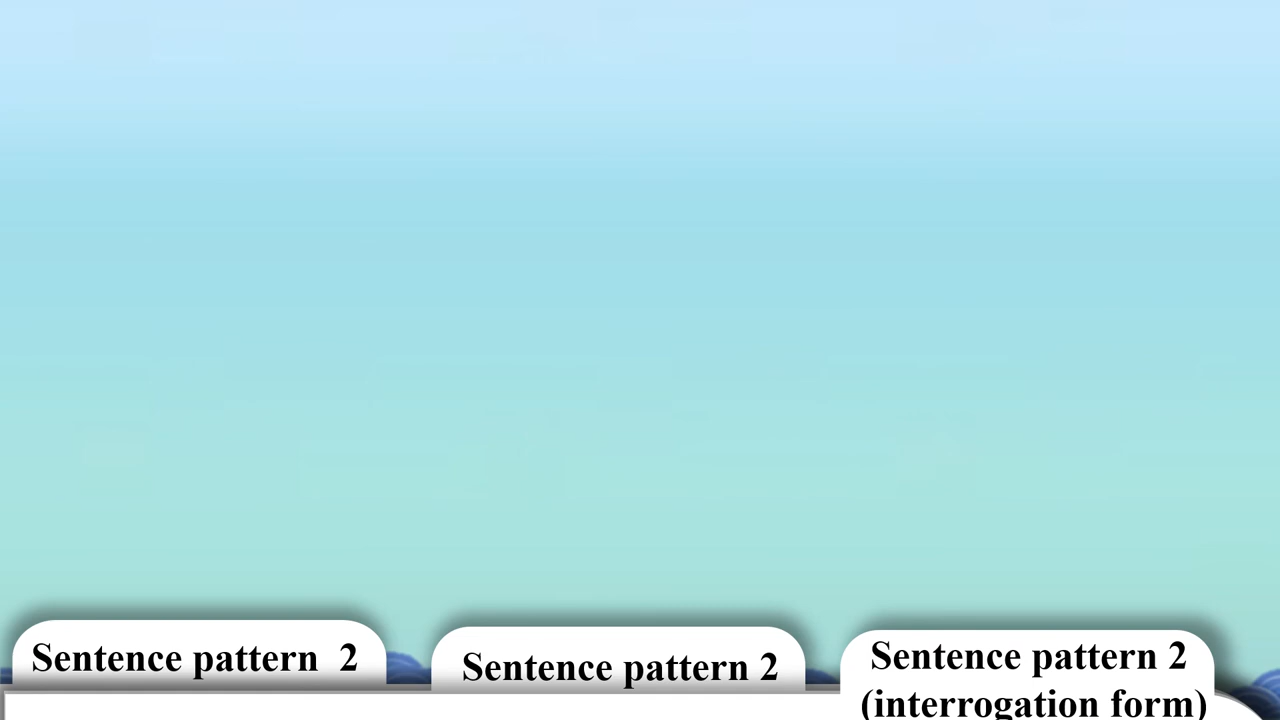 Sentence pattern  2
Sentence pattern 2
Sentence pattern 2
(interrogation form)